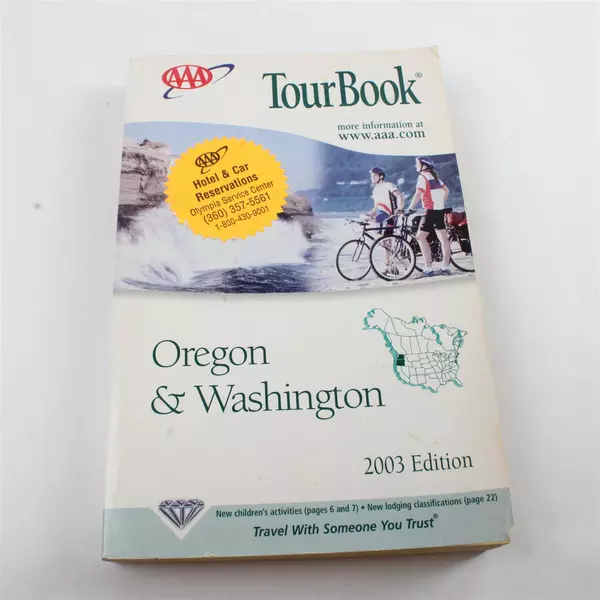 AAA
TourBook®
more information at
www.aaa.com
AAA
Hotel & Car
Reservations
Olympia Service Center
(360) 357-5561
1-800-430-9001
Oregon
& Washington
2003 Edition
New children's activities (pages 6 and 7) • New lodging classifications (page 22)
Travel With Someone You Trust®